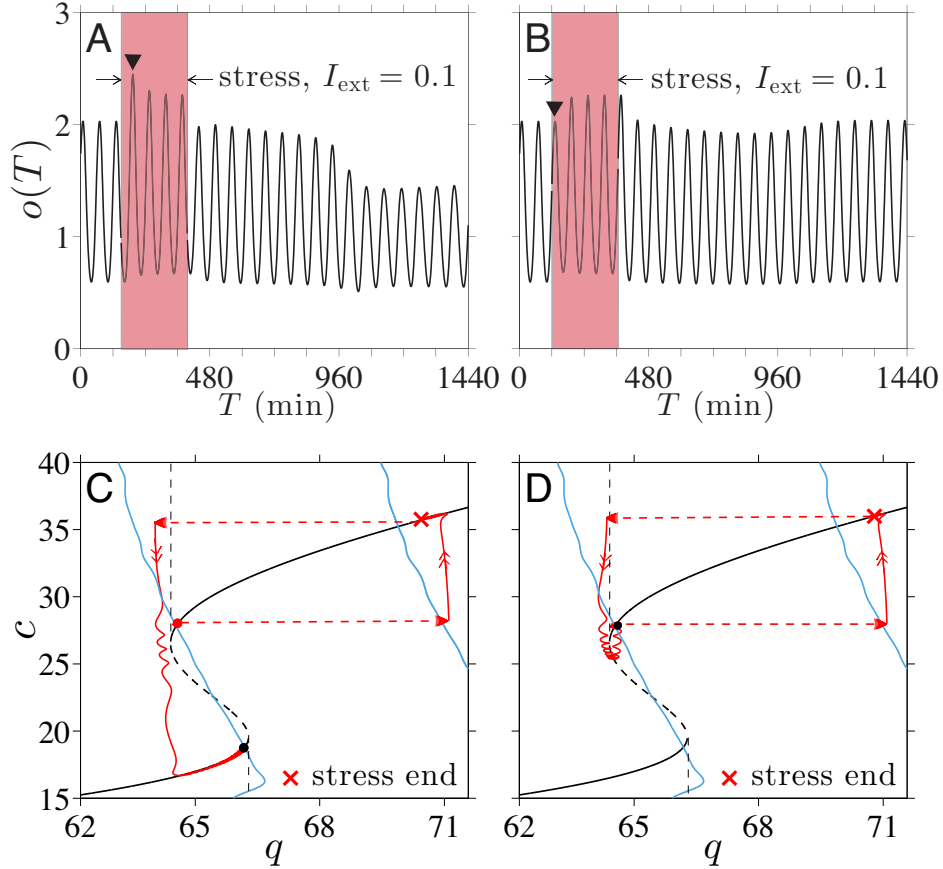 3
2
1
0
o(T)
A
stress, I_ext = 0.1
0
480
960
1440
T (min)
B
stress, I_ext = 0.1
0
480
960
1440
T (min)
40
35
30
25
20
15
c
C
× stress end
62
65
68
71
q
D
× stress end
62
65
68
71
q